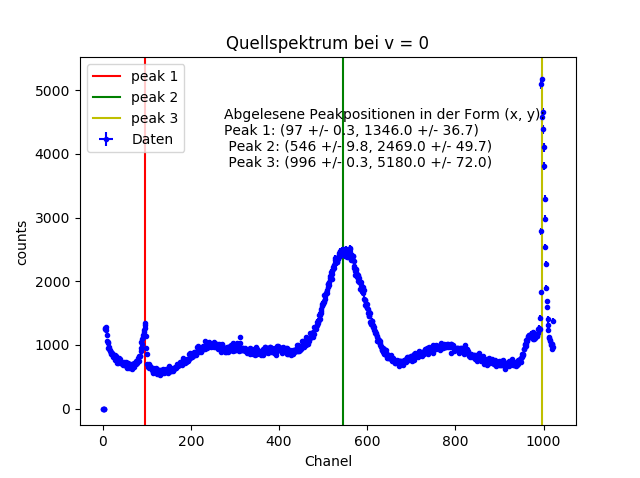 Quellspektrum bei v = 0
peak 1
peak 2
peak 3
Daten
Abgelesene Peakpositionen in der Form (x, y):
Peak 1: (97 +/- 0.3, 1346.0 +/- 36.7)
Peak 2: (546 +/- 9.8, 2469.0 +/- 49.7)
Peak 3: (996 +/- 0.3, 5180.0 +/- 72.0)
counts
5000
4000
3000
2000
1000
0
0 200 400 600 800 1000
Chanel